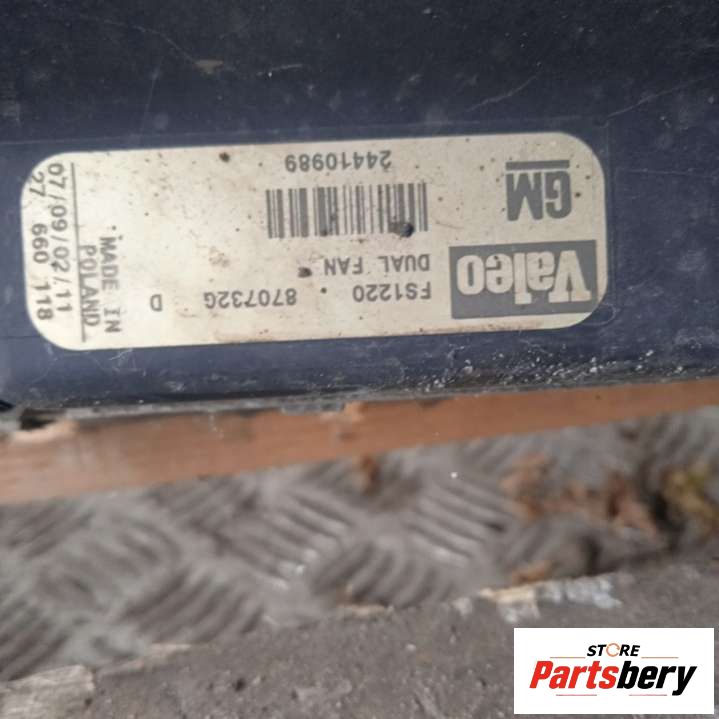 Valeo
GM
FS1220
870732G
D
DUAL FAN
24410989
MADE IN
POLAND
07/09/02/11
27 660 118
STORE
Partsbery